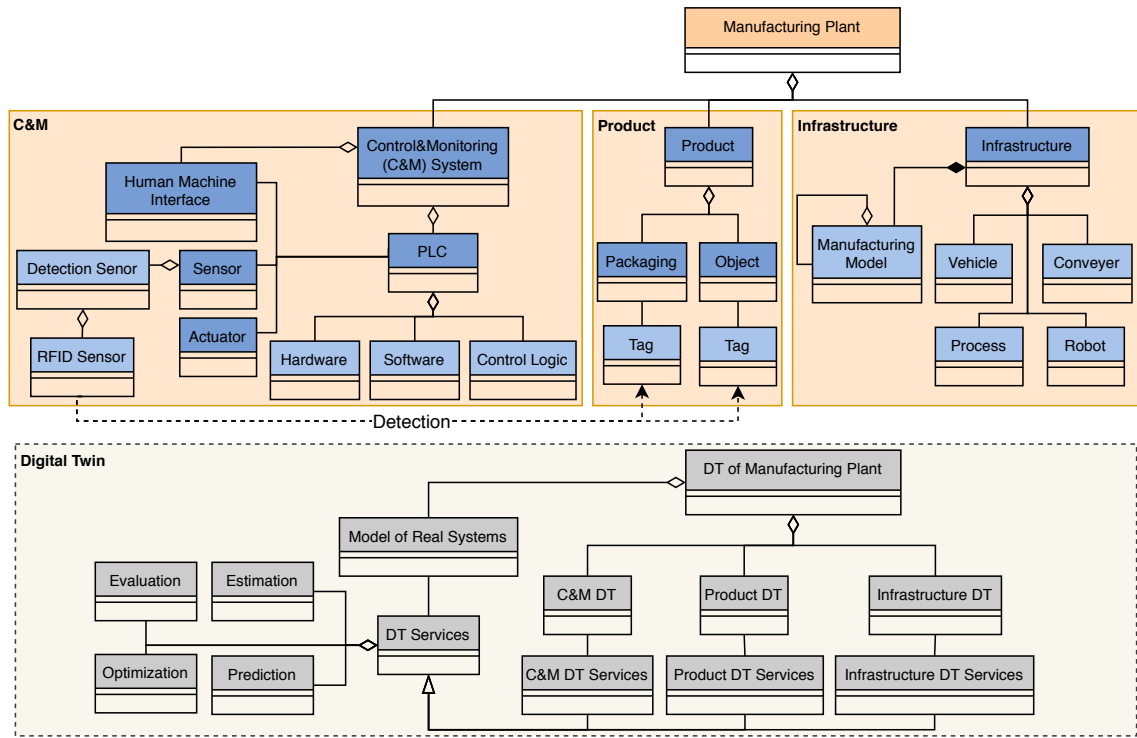 Manufacturing Plant
C&M
Control&Monitoring
(C&M) System
Human Machine
Interface
PLC
Detection Senor
Sensor
Actuator
RFID Sensor
Hardware
Software
Control Logic
Product
Product
Packaging
Object
Tag
Tag
Infrastructure
Infrastructure
Manufacturing
Model
Vehicle
Conveyer
Process
Robot
Detection
Digital Twin
DT of Manufacturing Plant
Model of Real Systems
Evaluation
Estimation
C&M DT
Product DT
Infrastructure DT
DT Services
Optimization
Prediction
C&M DT Services
Product DT Services
Infrastructure DT Services